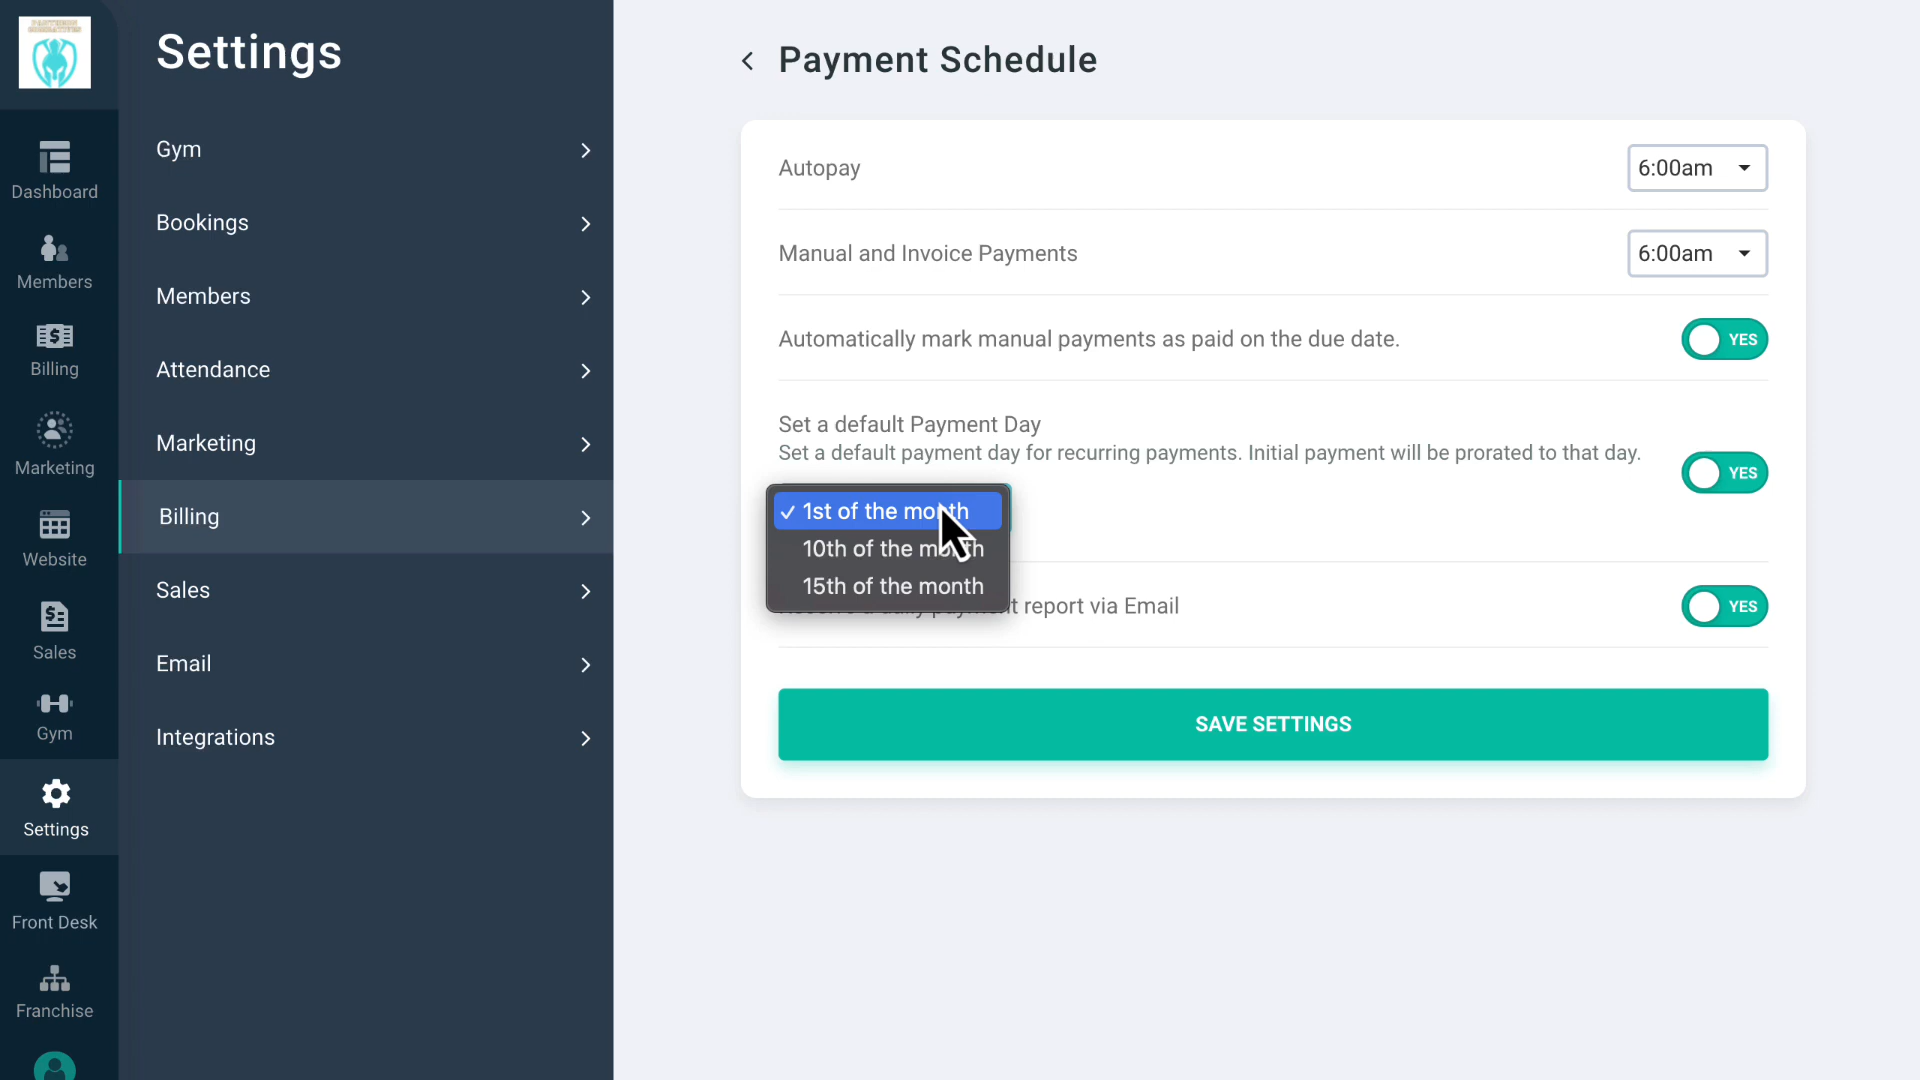 Settings
Dashboard
Members
Billing
Marketing
Website
Sales
Gym
Settings
Front Desk
Franchise
Gym
Bookings
Members
Attendance
Marketing
Billing
Sales
Email
Integrations
Payment Schedule
Autopay
6:00am
Manual and Invoice Payments
6:00am
Automatically mark manual payments as paid on the due date.
YES
Set a default Payment Day
Set a default payment day for recurring payments. Initial payment will be prorated to that day.
YES
✓ 1st of the month
10th of the month
15th of the month
report via Email
YES
SAVE SETTINGS